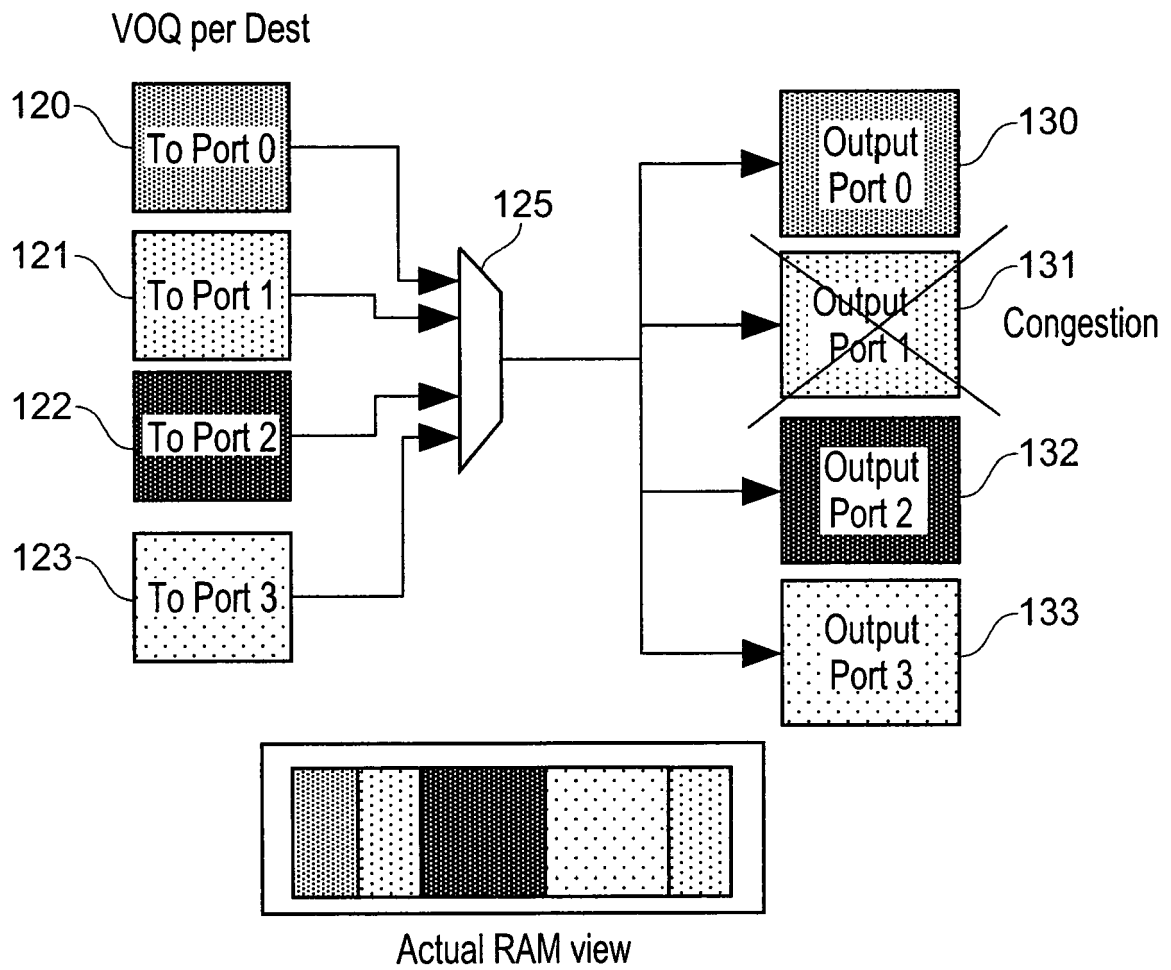 VOQ per Dest
120
To Port 0
121
To Port 1
122
To Port 2
123
To Port 3
125
Output
Port 0
130
Output
Port 1
131
Congestion
Output
Port 2
132
Output
Port 3
133
Actual RAM view